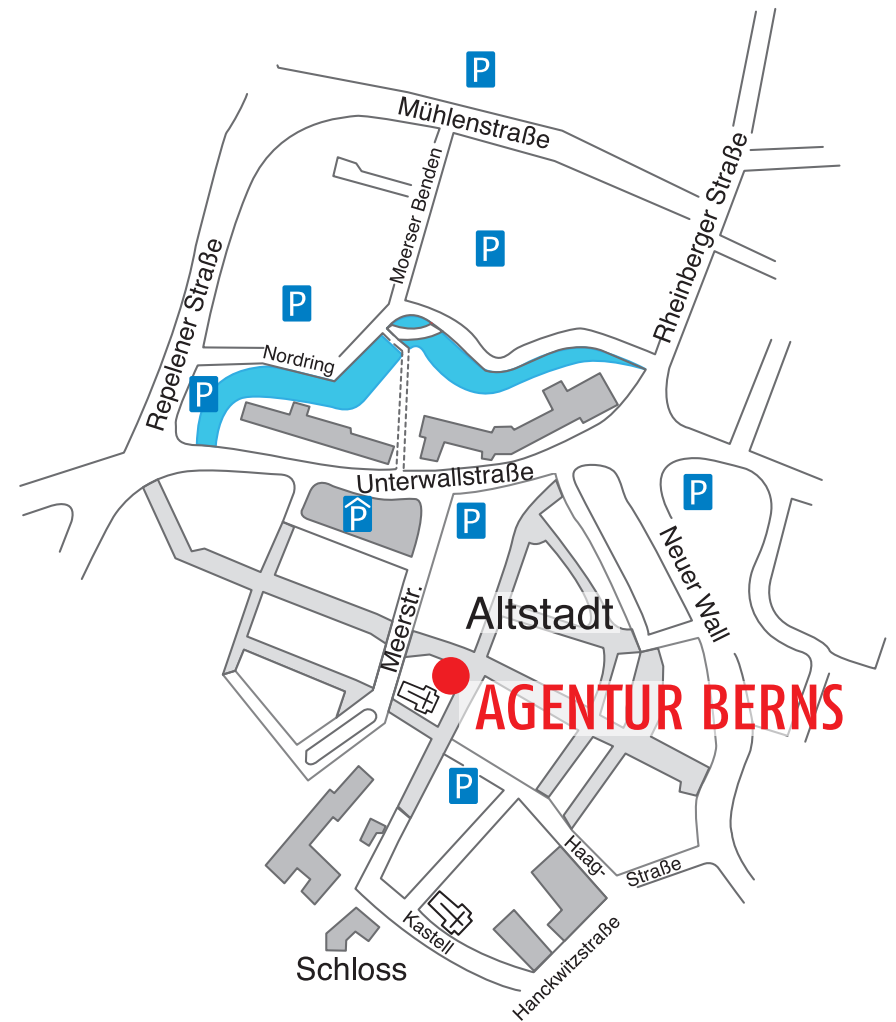 P
Mühlenstraße
Rheinberger Straße
Moerser Benden
P
Repelener Straße
P
Nordring
P
Unterwallstraße
P
P
P
Neuer Wall
Meerstr.
Altstadt
AGENTUR BERNS
P
Haag-
Straße
Kastell
Hanckwitzstraße
Schloss